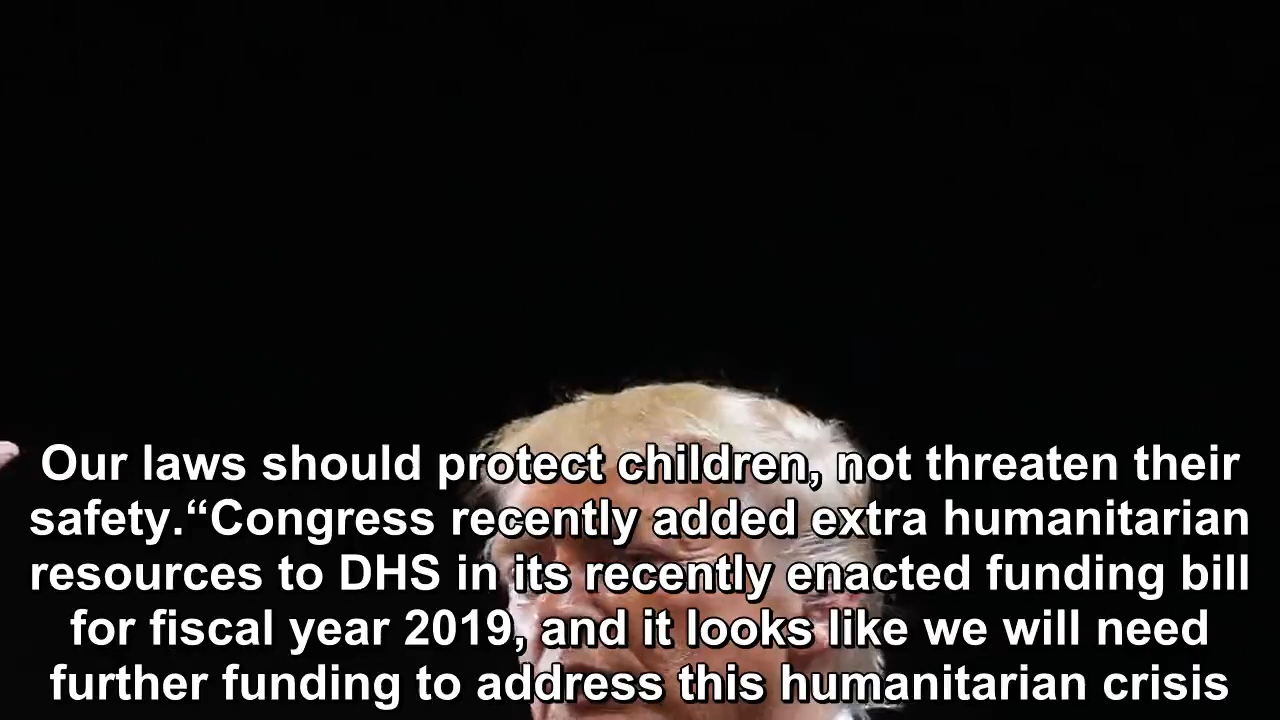 Our laws should protect children, not threaten their
safety.“Congress recently added extra humanitarian
resources to DHS in its recently enacted funding bill
for fiscal year 2019, and it looks like we will need
further funding to address this humanitarian crisis